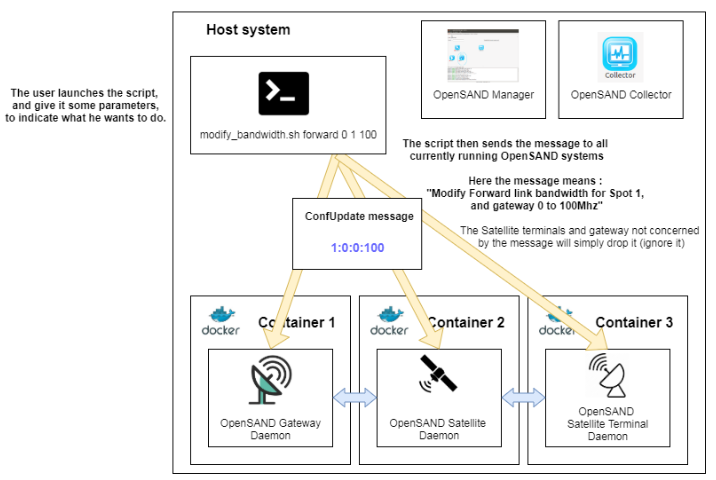 Host system
The user launches the script,
and give it some parameters,
to indicate what he wants to do.
modify_bandwidth.sh forward 0 1 100
OpenSAND Manager
Collector
OpenSAND Collector
The script then sends the message to all
currently running OpenSAND systems
Here the message means :
"Modify Forward link bandwidth for Spot 1,
and gateway 0 to 100Mhz"
The Satellite terminals and gateway not concerned
by the message will simply drop it (ignore it)
ConfUpdate message
1:0:0:100
docker
Container 1
docker
Container 2
docker
Container 3
OpenSAND Gateway
Daemon
OpenSAND Satellite
Daemon
OpenSAND
Satellite Terminal
Daemon